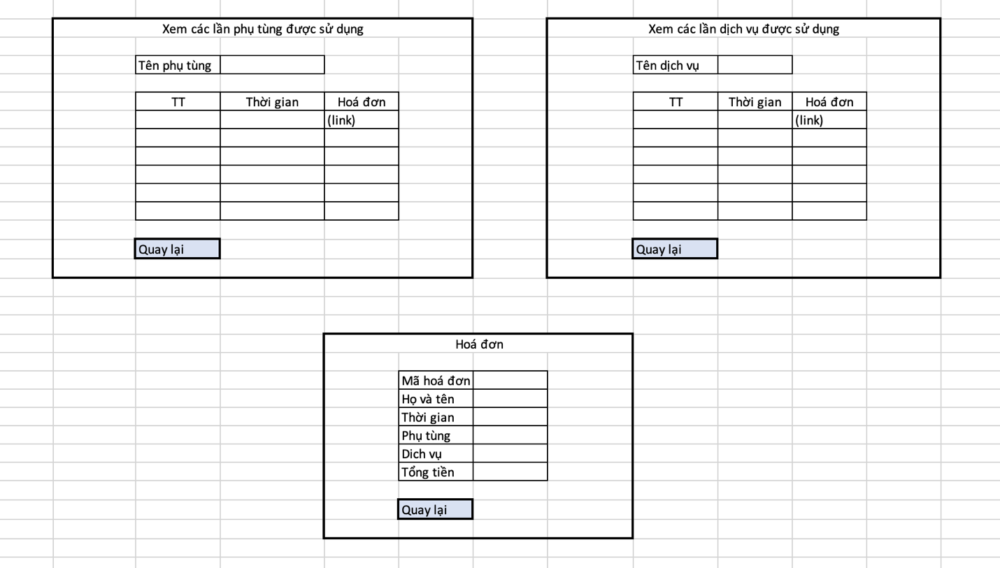 Xem các lần phụ tùng được sử dụng
Tên phụ tùng
TT Thời gian Hoá đơn
(link)
Quay lại
Xem các lần dịch vụ được sử dụng
Tên dịch vụ
TT Thời gian Hoá đơn
(link)
Quay lại
Hoá đơn
Mã hoá đơn
Họ và tên
Thời gian
Phụ tùng
Dich vụ
Tổng tiền
Quay lại